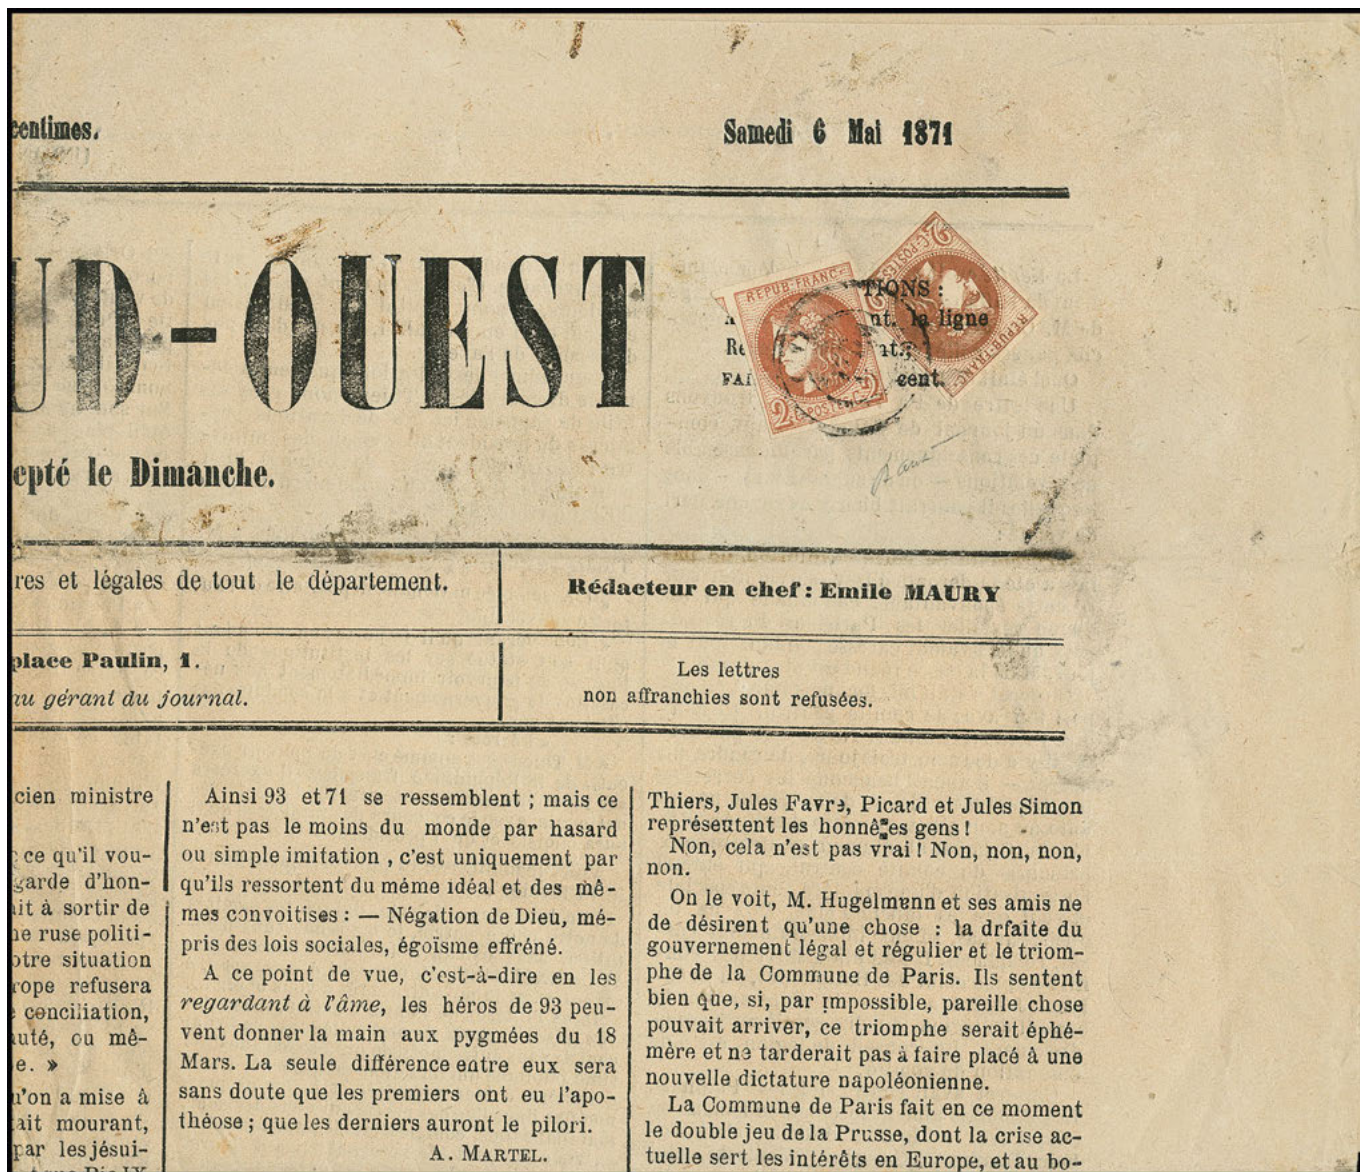 centimes.
Samedi 6 Mai 1871
UD-OUEST
TIONS :
nt. la ligne
nt.
cent.
REPUB·FRANC·
2 C·POSTES·C· 2
2 C·POSTES·C 2
REPUB·FRANC·
epté le Dimanche.
res et légales de tout le département.
Rédacteur en chef : Emile MAURY
place Paulin, 1.
au gérant du journal.
Les lettres
non affranchies sont refusées.
cien ministre
ce qu'il vou-
garde d'hon-
ait à sortir de
ne ruse politi-
otre situation
rope refusera
conciliation,
auté, ou mê-
e. »
u'on a mise à
ait mourant,
par les jésui-
Ainsi 93 et 71 se ressemblent ; mais ce
n'est pas le moins du monde par hasard
ou simple imitation , c'est uniquement par
qu'ils ressortent du méme idéal et des mê-
mes convoitises : — Négation de Dieu, mé-
pris des lois sociales, égoïsme effréné.
A ce point de vue, c'est-à-dire en les
regardant à l'âme, les héros de 93 peu-
vent donner la main aux pygmées du 18
Mars. La seule différence entre eux sera
sans doute que les premiers ont eu l'apo-
théose ; que les derniers auront le pilori.
A. MARTEL.
Thiers, Jules Favre, Picard et Jules Simon
représentent les honnêtes gens !
Non, cela n'est pas vrai ! Non, non, non,
non.
On le voit, M. Hugelmann et ses amis ne
de désirent qu'une chose : la drfaite du
gouvernement légal et régulier et le triom-
phe de la Commune de Paris. Ils sentent
bien que, si, par impossible, pareille chose
pouvait arriver, ce triomphe serait éphé-
mère et ne tarderait pas à faire placé à une
nouvelle dictature napoléonienne.
La Commune de Paris fait en ce moment
le double jeu de la Prusse, dont la crise ac-
tuelle sert les intérêts en Europe, et au bo-